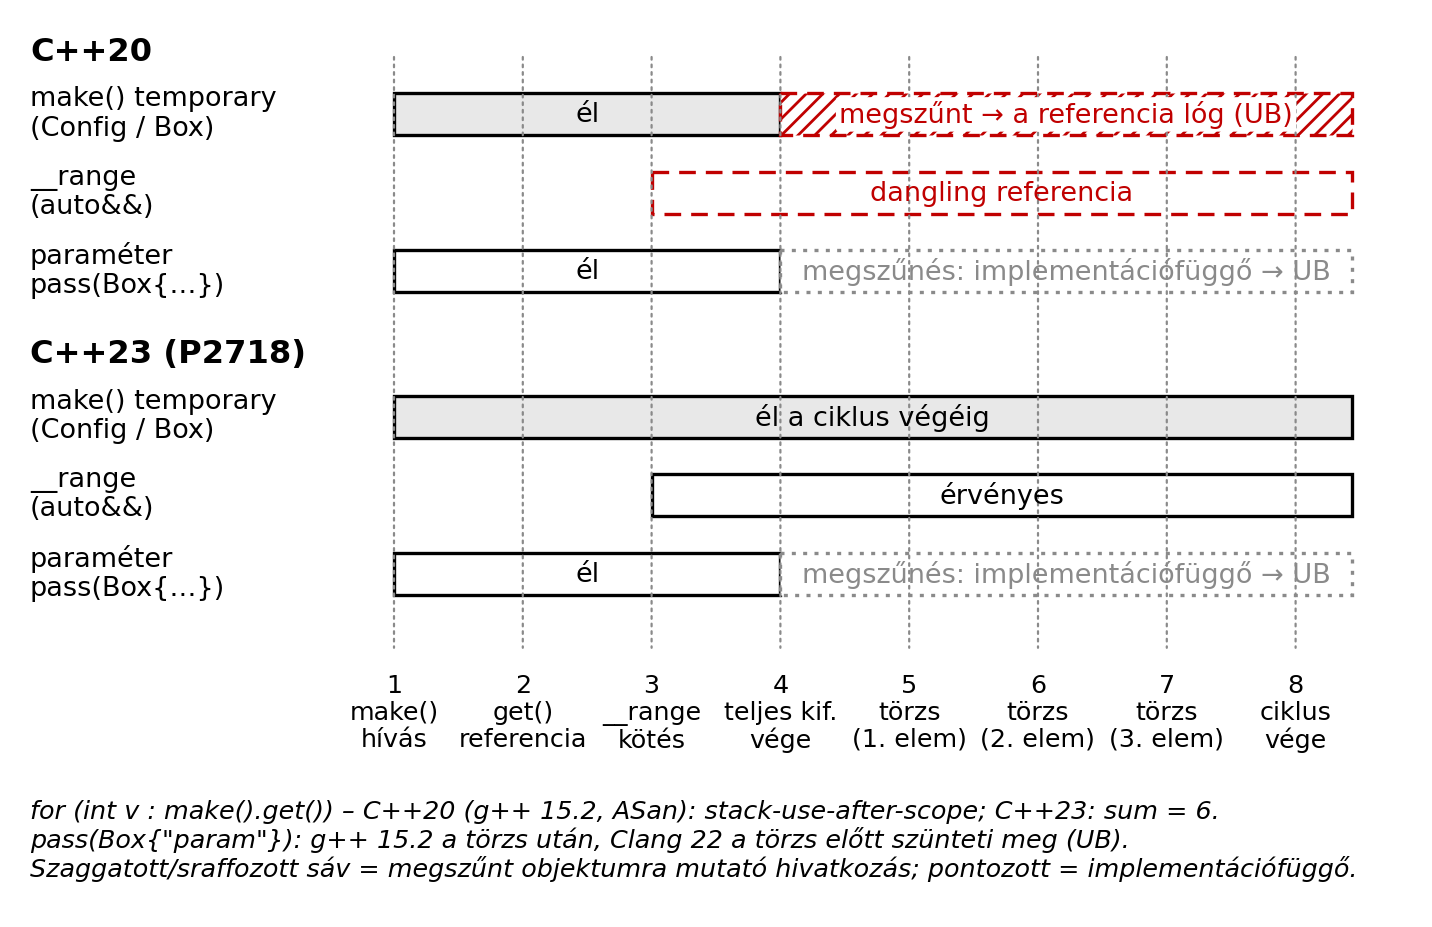 C++20
make() temporary
(Config / Box)
él
megszűnt → a referencia lóg (UB)
__range
(auto&&)
dangling referencia
paraméter
pass(Box{…})
él
megszűnés: implementációfüggő → UB
C++23 (P2718)
make() temporary
(Config / Box)
él a ciklus végéig
__range
(auto&&)
érvényes
paraméter
pass(Box{…})
él
megszűnés: implementációfüggő → UB
1
make()
hívás
2
get()
referencia
3
__range
kötés
4
teljes kif.
vége
5
törzs
(1. elem)
6
törzs
(2. elem)
7
törzs
(3. elem)
8
ciklus
vége
for (int v : make().get()) – C++20 (g++ 15.2, ASan): stack-use-after-scope; C++23: sum = 6.
pass(Box{"param"}): g++ 15.2 a törzs után, Clang 22 a törzs előtt szünteti meg (UB).
Szaggatott/sraffozott sáv = megszűnt objektumra mutató hivatkozás; pontozott = implementációfüggő.